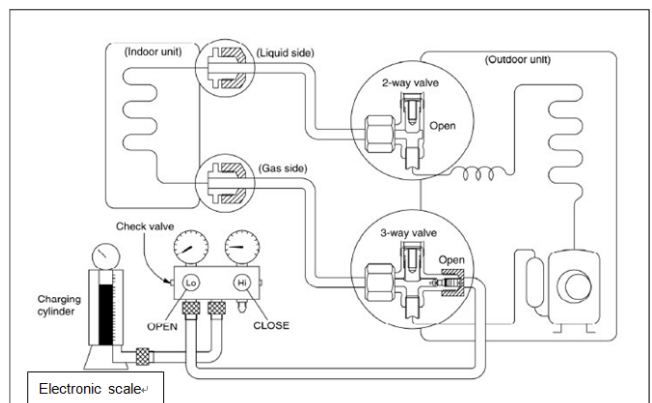 (Indoor unit)
(Liquid side)
(Outdoor unit)
2-way valve
Open
(Gas side)
Check valve
3-way valve
Open
Lo
Hi
Charging
cylinder
OPEN
CLOSE
Electronic scale